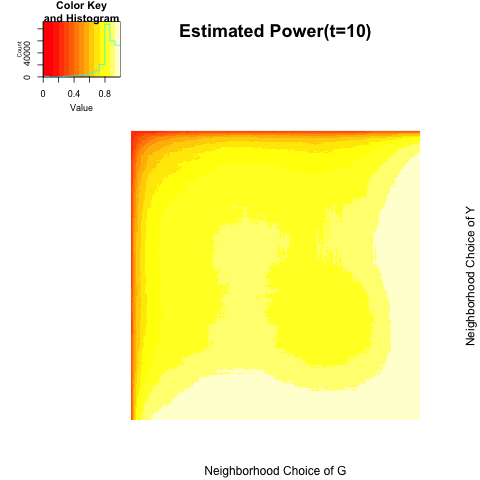 Color Key
and Histogram
Estimated Power(t=10)
Count
0 40000
0 0.4 0.8
Value
Neighborhood Choice of Y
Neighborhood Choice of G